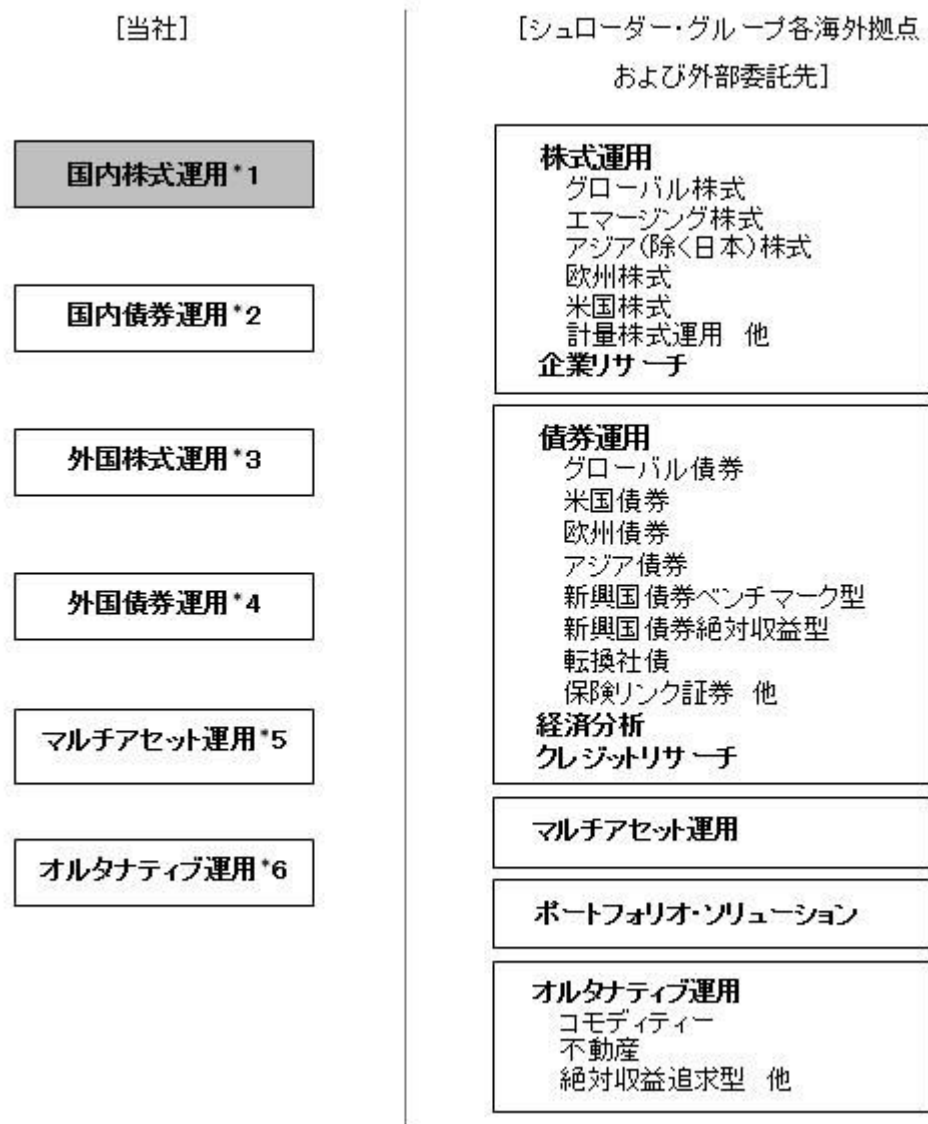 [当社]
国内株式運用*1
国内債券運用*2
外国株式運用*3
外国債券運用*4
マルチアセット運用*5
オルタナティブ運用*6
[シュローダー・グループ各海外拠点
および外部委託先]
株式運用
グローバル株式
エマージング株式
アジア(除く日本)株式
欧州株式
米国株式
計量株式運用 他
企業リサーチ
債券運用
グローバル債券
米国債券
欧州債券
アジア債券
新興国債券ベンチマーク型
新興国債券絶対収益型
転換社債
保険リンク証券 他
経済分析
クレジットリサーチ
マルチアセット運用
ポートフォリオ・ソリューション
オルタナティブ運用
コモディティー
不動産
絶対収益追求型 他